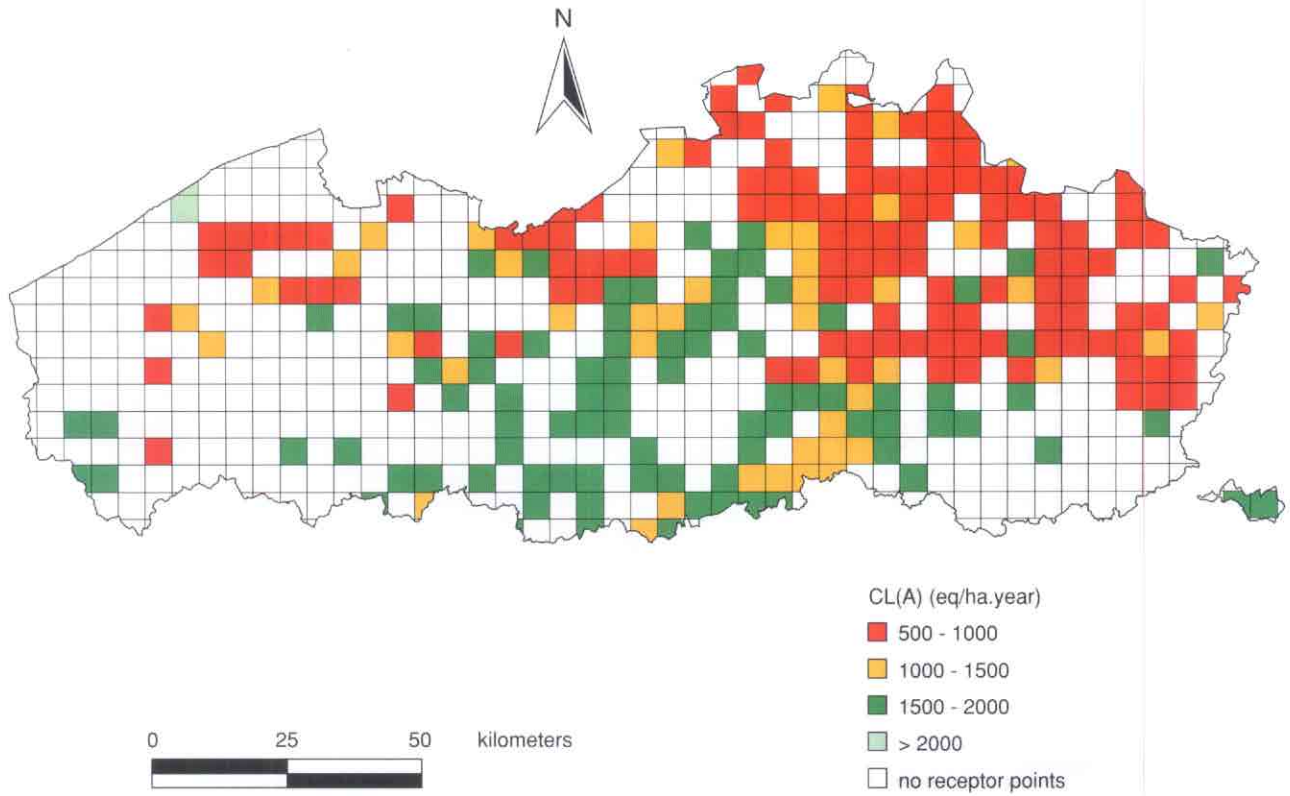 N
CL(A) (eq/ha.year)
500 - 1000
1000 - 1500
1500 - 2000
> 2000
no receptor points
0 25 50 kilometers